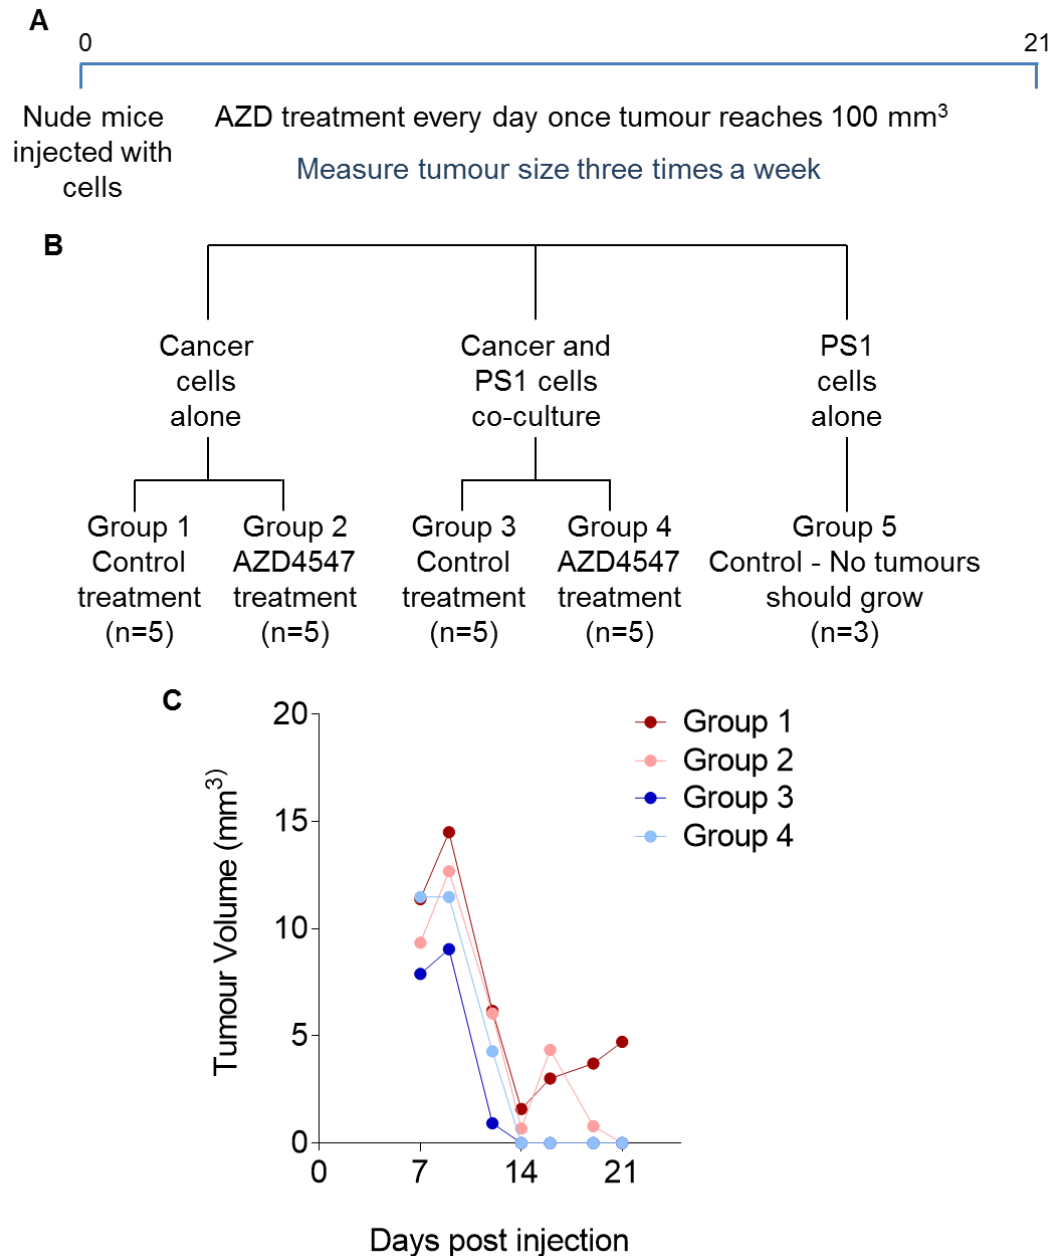 A
0 21
Nude mice
injected with
cells
AZD treatment every day once tumour reaches 100 mm³
Measure tumour size three times a week
B
Cancer
cells
alone
Cancer and
PS1 cells
co-culture
PS1
cells
alone
Group 1
Control
treatment
(n=5)
Group 2
AZD4547
treatment
(n=5)
Group 3
Control
treatment
(n=5)
Group 4
AZD4547
treatment
(n=5)
Group 5
Control - No tumours
should grow
(n=3)
C
Tumour Volume (mm³)
20
15
10
5
0
0 7 14 21
Days post injection
Group 1
Group 2
Group 3
Group 4